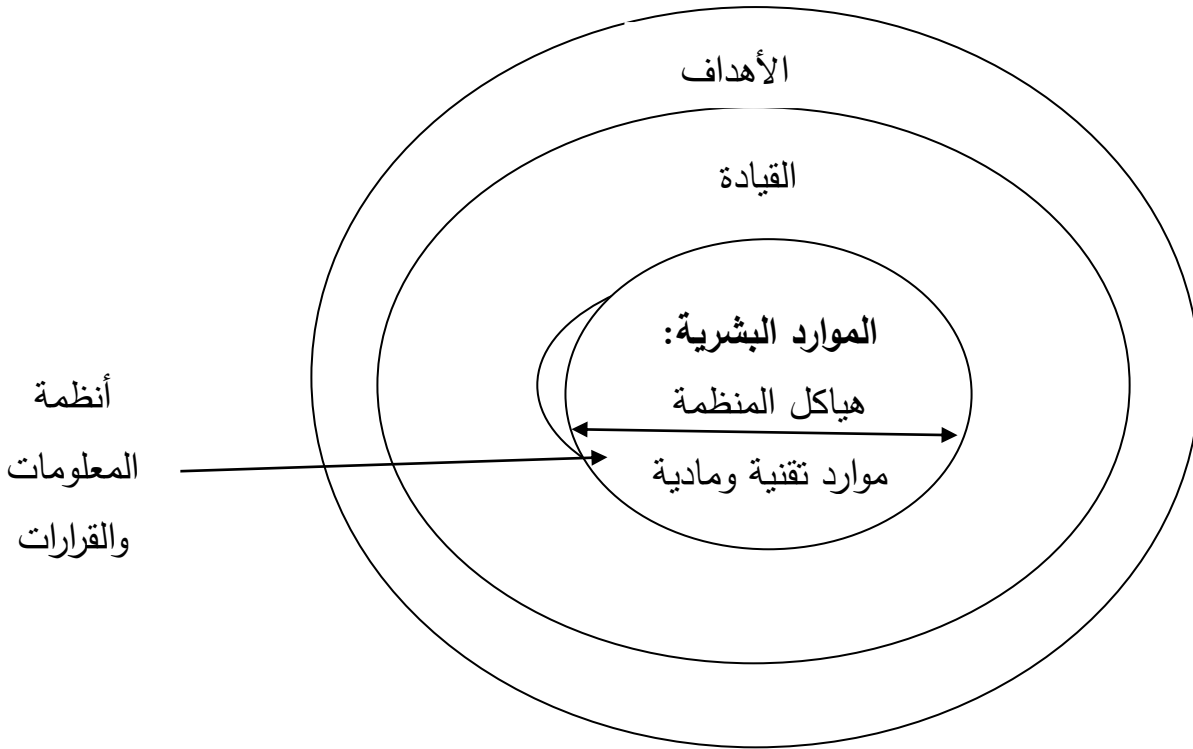 الأهداف
القيادة
الموارد البشرية:
هياكل المنظمة
موارد تقنية ومادية
أنظمة
المعلومات
والقرارات